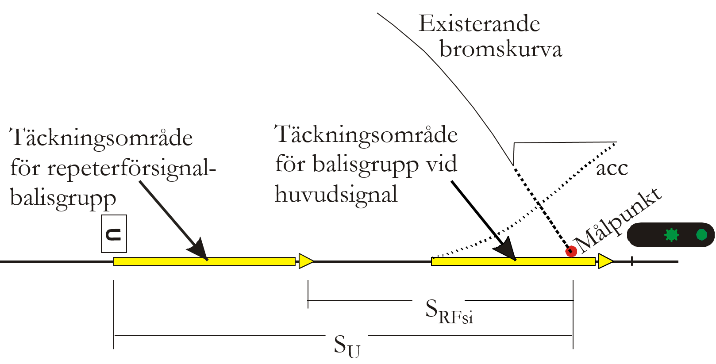 Existerande
bromskurva
Täckningsområde
för repeterförsignal-
balisgrupp
Täckningsområde
för balisgrupp vid
huvudsignal
acc
Målpunkt
U
S_RFsi
S_U